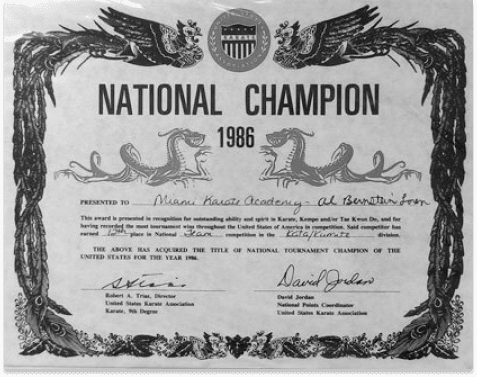 KARATE
NATIONAL CHAMPION
1986
PRESENTED TO Miami Karate Academy - Al Bernstein
This award is presented in recognition for outstanding ability and spirit in Karate, Kempo and/or Tae Kwon Do, and for
having recorded the most tournament wins throughout the United States of America in competition. Said competitor has
earned place in National Team competition in the Kata/Kumite division.
THE ABOVE HAS ACQUIRED THE TITLE OF NATIONAL TOURNAMENT CHAMPION OF THE
UNITED STATES FOR THE YEAR 1986.
David Jordan
Robert A. Trias, Director
United States Karate Association
Karate, 9th Degree
David Jordan
National Points Coordinator
United States Karate Association